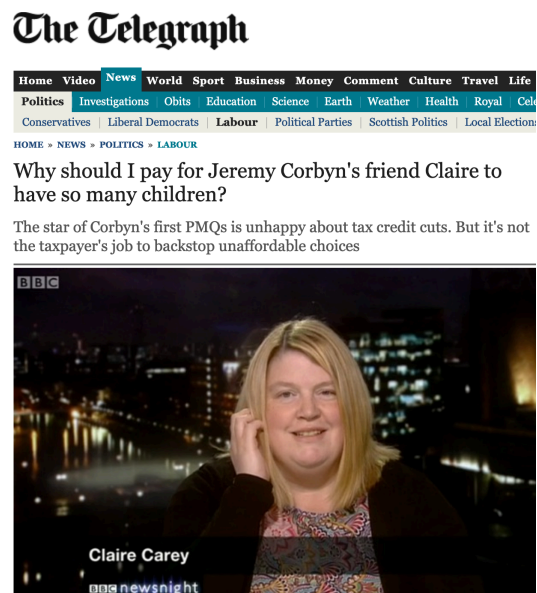 The Telegraph
Home Video News World Sport Business Money Comment Culture Travel Life
Politics Investigations Obits Education Science Earth Weather Health Royal
Conservatives Liberal Democrats Labour Political Parties Scottish Politics Local Elections
HOME » NEWS » POLITICS » LABOUR
Why should I pay for Jeremy Corbyn's friend Claire to
have so many children?
The star of Corbyn's first PMQs is unhappy about tax credit cuts. But it's not
the taxpayer's job to backstop unaffordable choices
BBC
Claire Carey
BBC newsnight